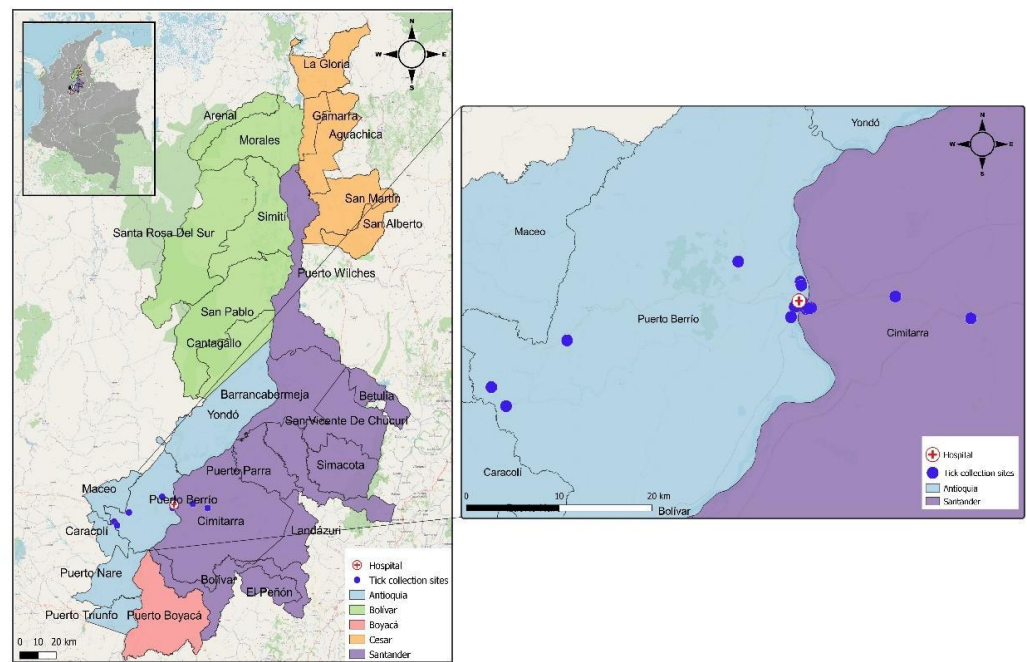 N
W E
S
La Gloria
Gamarra
Arenal
Aguachica
Morales
San Martín
Simití
San Alberto
Santa Rosa Del Sur
Puerto Wilches
San Pablo
Cantagallo
Barrancabermeja
Betulia
Yondó
San Vicente De Chucurí
Simacota
Puerto Parra
Maceo
Puerto Berrío
Cimitarra
Caracolí
Landázuri
Puerto Nare
Bolívar
El Peñón
Puerto Triunfo
Puerto Boyacá
0 10 20 km
Hospital
Tick collection sites
Antioquia
Bolívar
Boyacá
Cesar
Santander
Yondó
N
W E
S
Maceo
Puerto Berrío
Cimitarra
Caracolí
0 10 20 km
Bolívar
Hospital
Tick collection sites
Antioquia
Santander